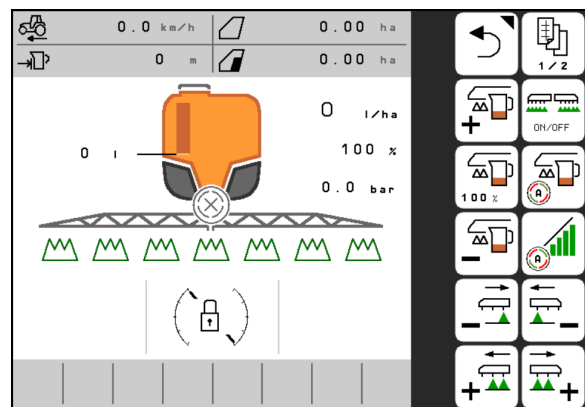 0.0 km/h 0.00 ha
0 m 0.00 ha
1/2
0 l/ha
+ ON/OFF
0 l 100 %
100 % A
0.0 bar
- A
- -
+ +